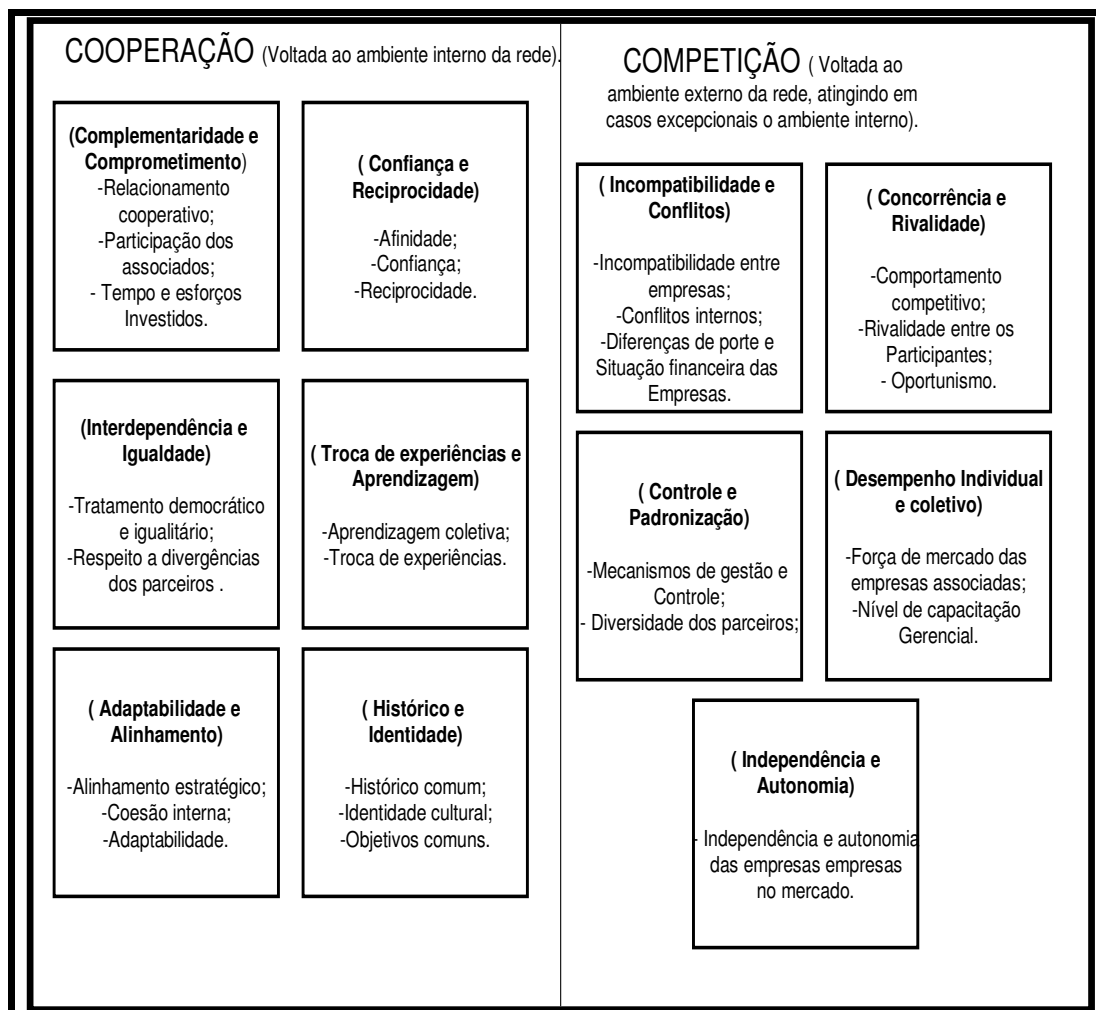 COOPERAÇÃO (Voltada ao ambiente interno da rede).
(Complementaridade e
Comprometimento)
-Relacionamento
cooperativo;
-Participação dos
associados;
- Tempo e esforços
Investidos.
( Confiança e
Reciprocidade)
-Afinidade;
-Confiança;
-Reciprocidade.
(Interdependência e
Igualdade)
-Tratamento democrático
e igualitário;
-Respeito a divergências
dos parceiros .
( Troca de experiências e
Aprendizagem)
-Aprendizagem coletiva;
-Troca de experiências.
( Adaptabilidade e
Alinhamento)
-Alinhamento estratégico;
-Coesão interna;
-Adaptabilidade.
( Histórico e
Identidade)
-Histórico comum;
-Identidade cultural;
-Objetivos comuns.
COMPETIÇÃO ( Voltada ao
ambiente externo da rede, atingindo em
casos excepcionais o ambiente interno).
( Incompatibilidade e
Conflitos)
-Incompatibilidade entre
empresas;
-Conflitos internos;
-Diferenças de porte e
Situação financeira das
Empresas.
( Concorrência e
Rivalidade)
-Comportamento
competitivo;
-Rivalidade entre os
Participantes;
- Oportunismo.
( Controle e
Padronização)
-Mecanismos de gestão e
Controle;
- Diversidade dos parceiros;
( Desempenho Individual
e coletivo)
-Força de mercado das
empresas associadas;
-Nível de capacitação
Gerencial.
( Independência e
Autonomia)
- Independência e autonomia
das empresas empresas
no mercado.